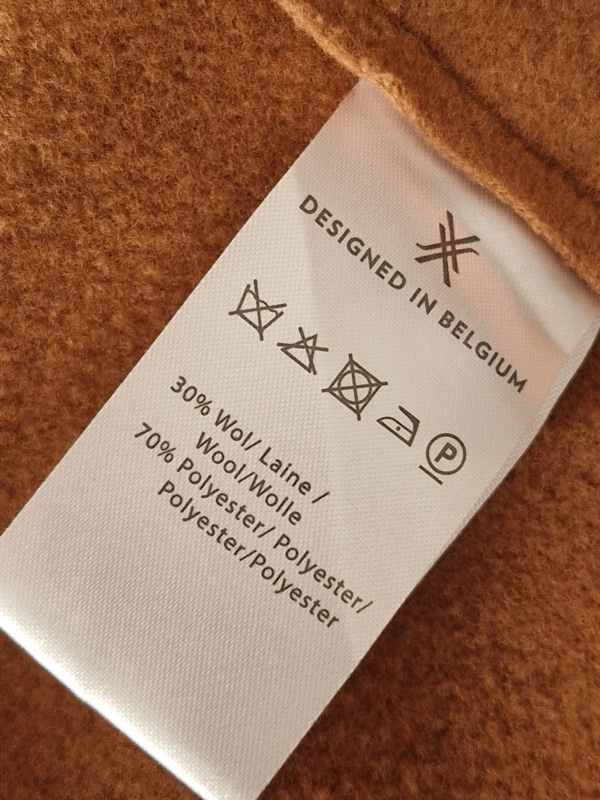 DESIGNED IN BELGIUM
P
30% Wol/ Laine /
Wool/Wolle
70% Polyester/ Polyester/
Polyester/Polyester